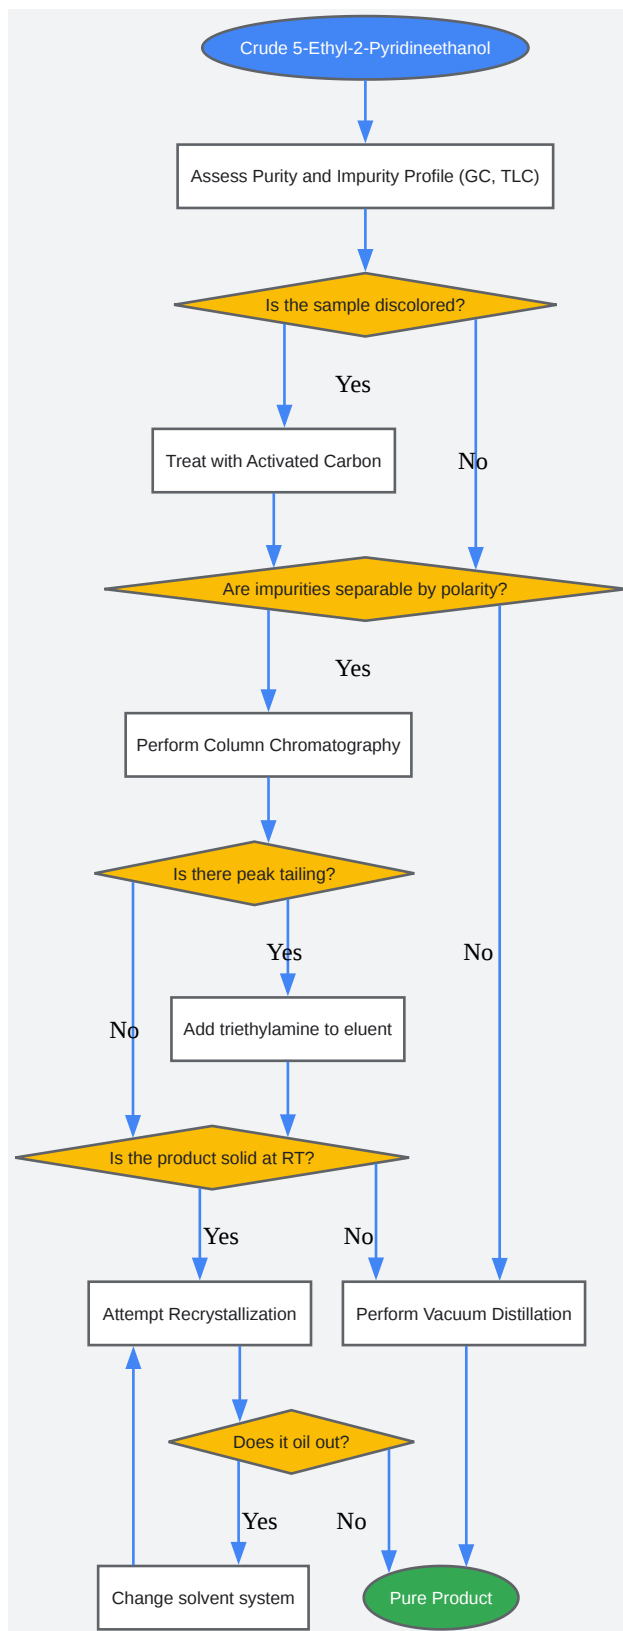 Crude 5-Ethyl-2-Pyridineethanol
Assess Purity and Impurity Profile (GC, TLC)
Is the sample discolored?
Yes
Treat with Activated Carbon
No
Are impurities separable by polarity?
Yes
Perform Column Chromatography
Is there peak tailing?
Yes
No
Add triethylamine to eluent
No
Is the product solid at RT?
Yes
No
Attempt Recrystallization
Perform Vacuum Distillation
Does it oil out?
Yes
No
Change solvent system
Pure Product